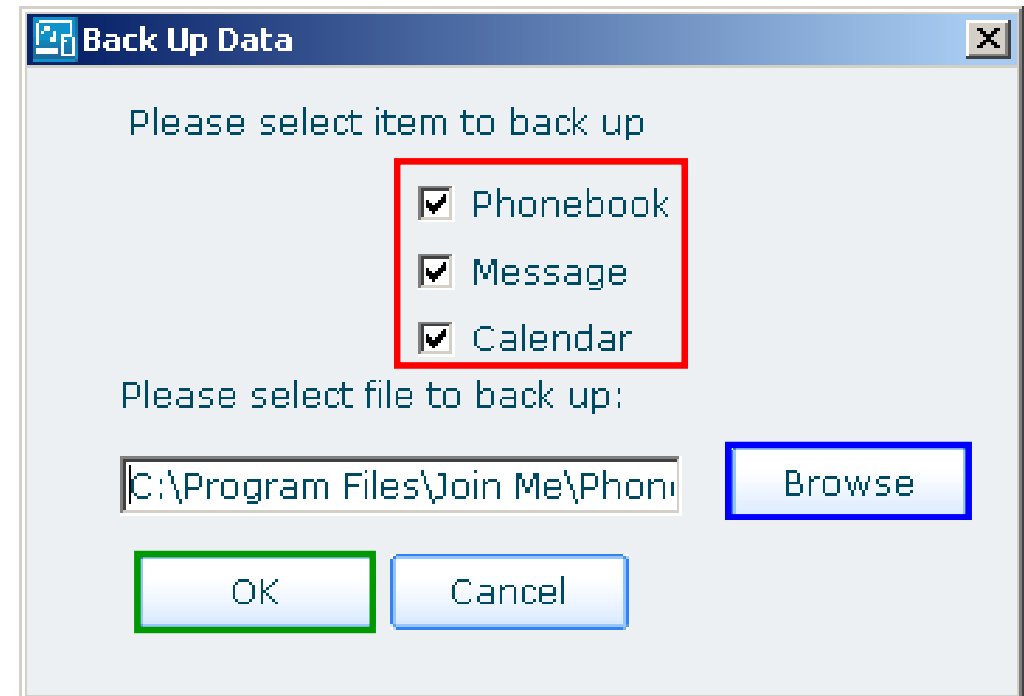 Back Up Data
Please select item to back up
Phonebook
Message
Calendar
Please select file to back up:
C:\Program Files\Join Me\
Browse
OK
Cancel